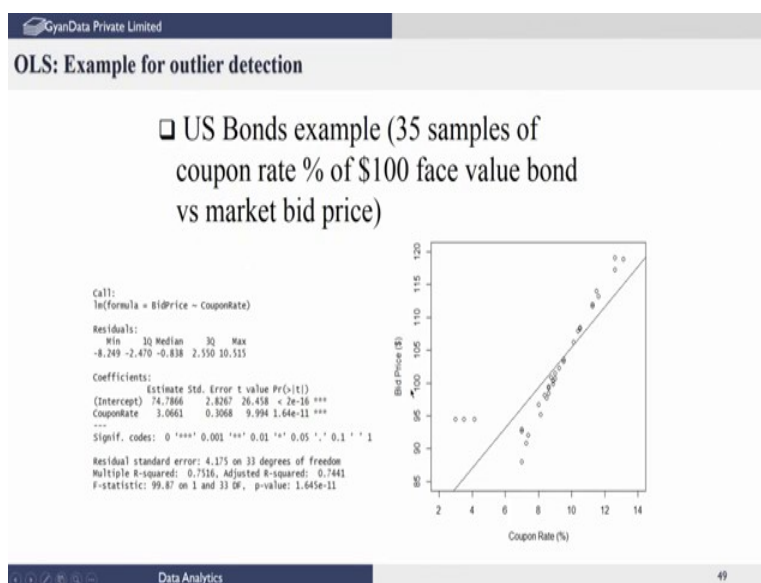 GyanData Private Limited
OLS: Example for outlier detection
❑ US Bonds example (35 samples of
coupon rate % of $100 face value bond
vs market bid price)
Call:
lm(formula = BidPrice ~ CouponRate)
Residuals:
Min 1Q Median 3Q Max
-8.249 -2.470 -0.838 2.550 10.515
Coefficients:
Estimate Std. Error t value Pr(>|t|)
(Intercept) 74.7866 2.8267 26.458 < 2e-16 ***
CouponRate 3.0661 0.3068 9.994 1.64e-11 ***
---
Signif. codes: 0 '***' 0.001 '**' 0.01 '*' 0.05 '.' 0.1 ' ' 1
Residual standard error: 4.175 on 33 degrees of freedom
Multiple R-squared: 0.7516, Adjusted R-squared: 0.7441
F-statistic: 99.87 on 1 and 33 DF, p-value: 1.645e-11
Bid Price ($)
120
115
110
105
100
95
90
85
2 4 6 8 10 12 14
Coupon Rate (%)
Data Analytics
49